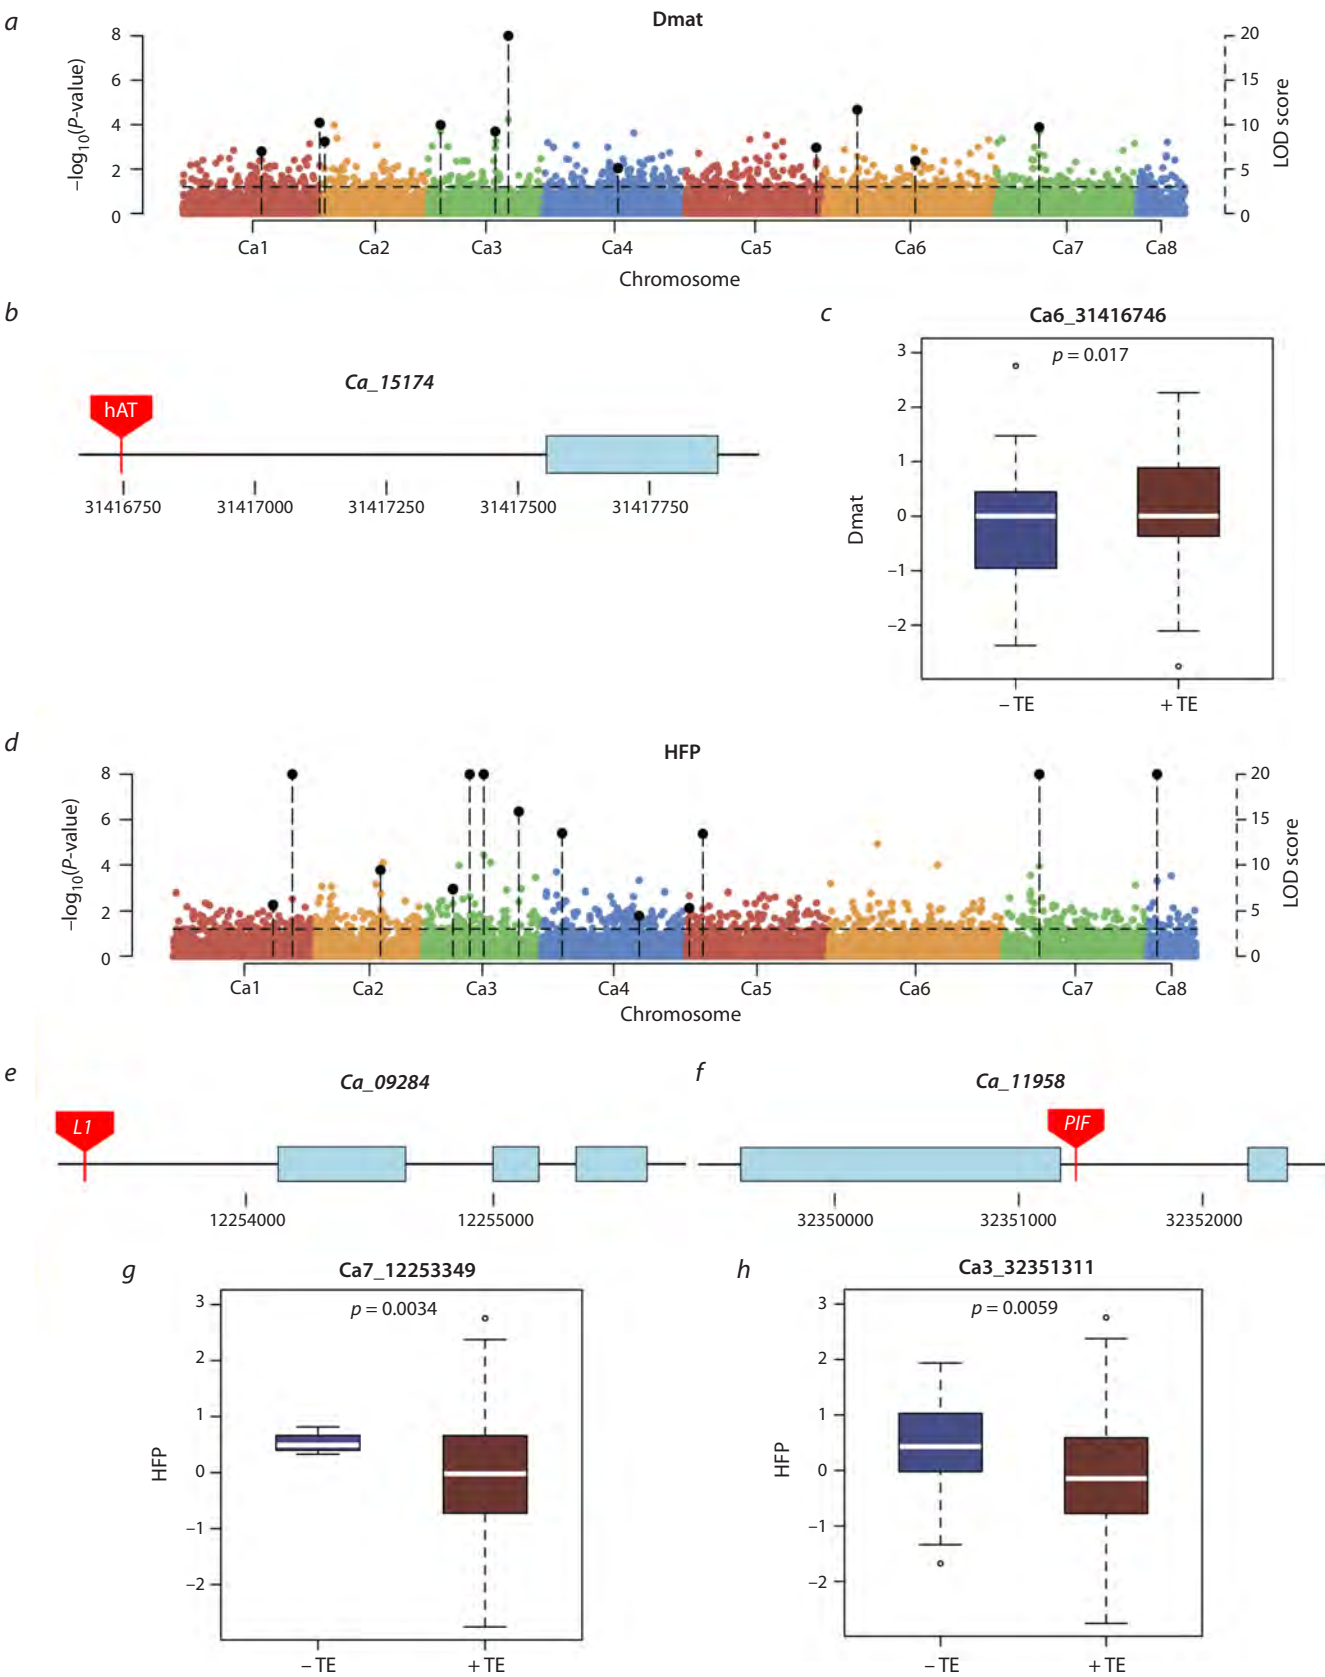 a
Dmat
8
6
4
2
0
–log10(P-value)
20
15
10
5
0
LOD score
Ca1
Ca2
Ca3
Ca4
Ca5
Ca6
Ca7
Ca8
Chromosome
b
Ca_15174
hAT
31416750
31417000
31417250
31417500
31417750
c
Ca6_31416746
p = 0.017
3
2
1
0
–1
–2
Dmat
– TE
+ TE
d
HFP
8
6
4
2
0
–log10(P-value)
20
15
10
5
0
LOD score
Ca1
Ca2
Ca3
Ca4
Ca5
Ca6
Ca7
Ca8
Chromosome
e
Ca_09284
L1
12254000
12255000
f
Ca_11958
PIF
32350000
32351000
32352000
g
Ca7_12253349
p = 0.0034
3
2
1
0
–1
–2
HFP
– TE
+ TE
h
Ca3_32351311
p = 0.0059
3
2
1
0
–1
–2
HFP
– TE
+ TE